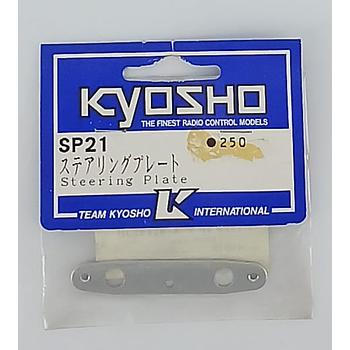 KYOSHO
THE FINEST RADIO CONTROL MODELS
SP21
●250
ステアリングプレート
Steering Plate
TEAM KYOSHO K INTERNATIONAL